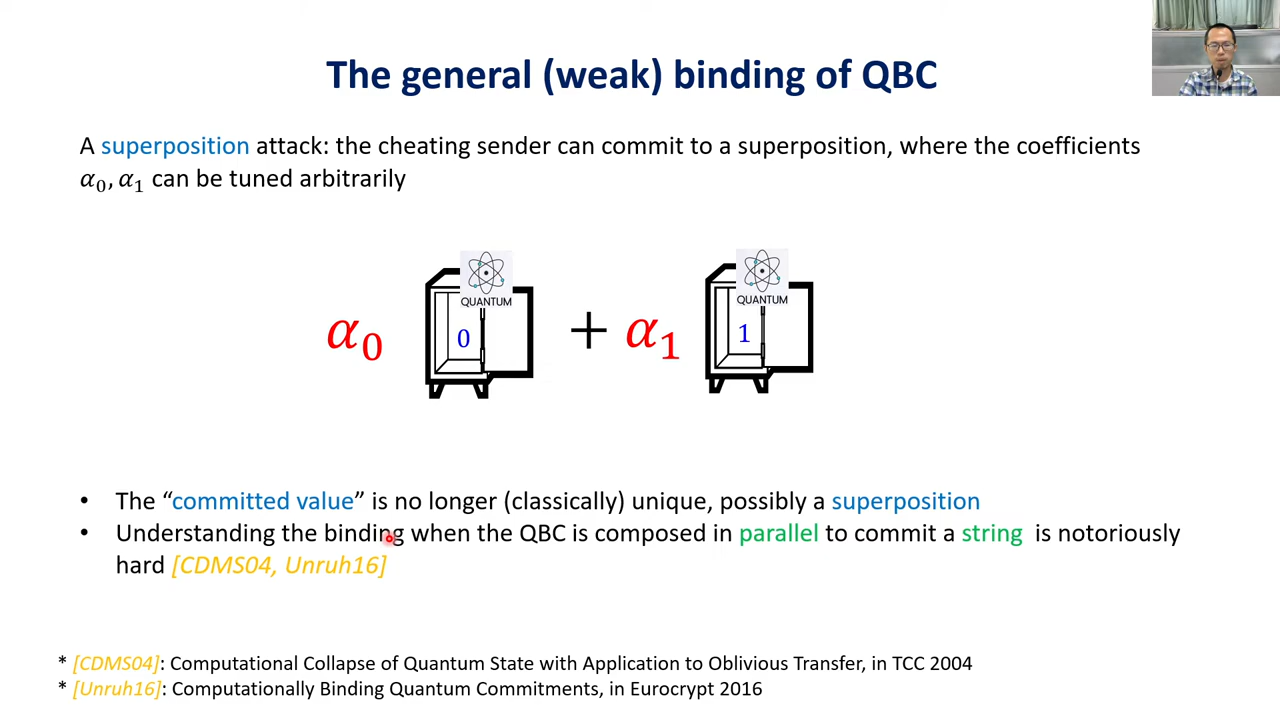 The general (weak) binding of QBC
A superposition attack: the cheating sender can commit to a superposition, where the coefficients
α₀, α₁ can be tuned arbitrarily
QUANTUM
QUANTUM
α₀ 0 + α₁ 1
• The “committed value” is no longer (classically) unique, possibly a superposition
• Understanding the binding when the QBC is composed in parallel to commit a string is notoriously
hard [CDMS04, Unruh16]
* [CDMS04]: Computational Collapse of Quantum State with Application to Oblivious Transfer, in TCC 2004
* [Unruh16]: Computationally Binding Quantum Commitments, in Eurocrypt 2016